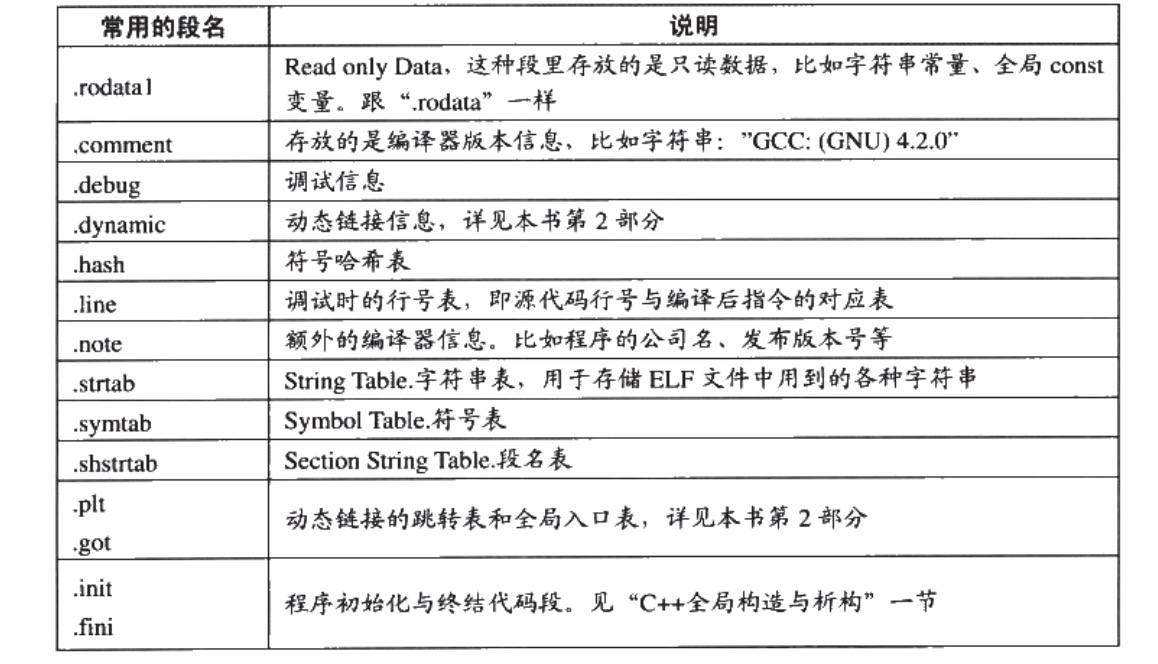 常用的段名 说明
.rodata1 Read only Data，这种段里存放的是只读数据，比如字符串常量、全局 const
变量。跟“.rodata”一样
.comment 存放的是编译器版本信息，比如字符串：”GCC: (GNU) 4.2.0”
.debug 调试信息
.dynamic 动态链接信息，详见本书第 2 部分
.hash 符号哈希表
.line 调试时的行号表，即源代码行号与编译后指令的对应表
.note 额外的编译器信息。比如程序的公司名、发布版本号等
.strtab String Table.字符串表，用于存储 ELF 文件中用到的各种字符串
.symtab Symbol Table.符号表
.shstrtab Section String Table.段名表
.plt
.got
动态链接的跳转表和全局入口表，详见本书第 2 部分
.init
.fini
程序初始化与终结代码段。见“C++全局构造与析构”一节